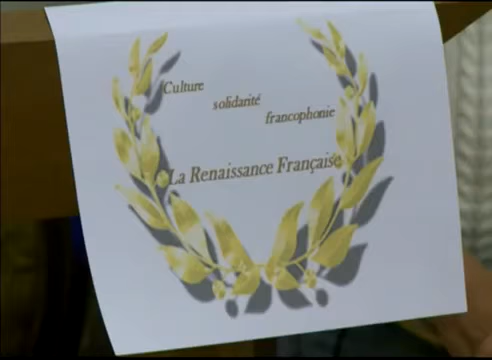 Culture
solidarité
francophonie
La Renaissance Française